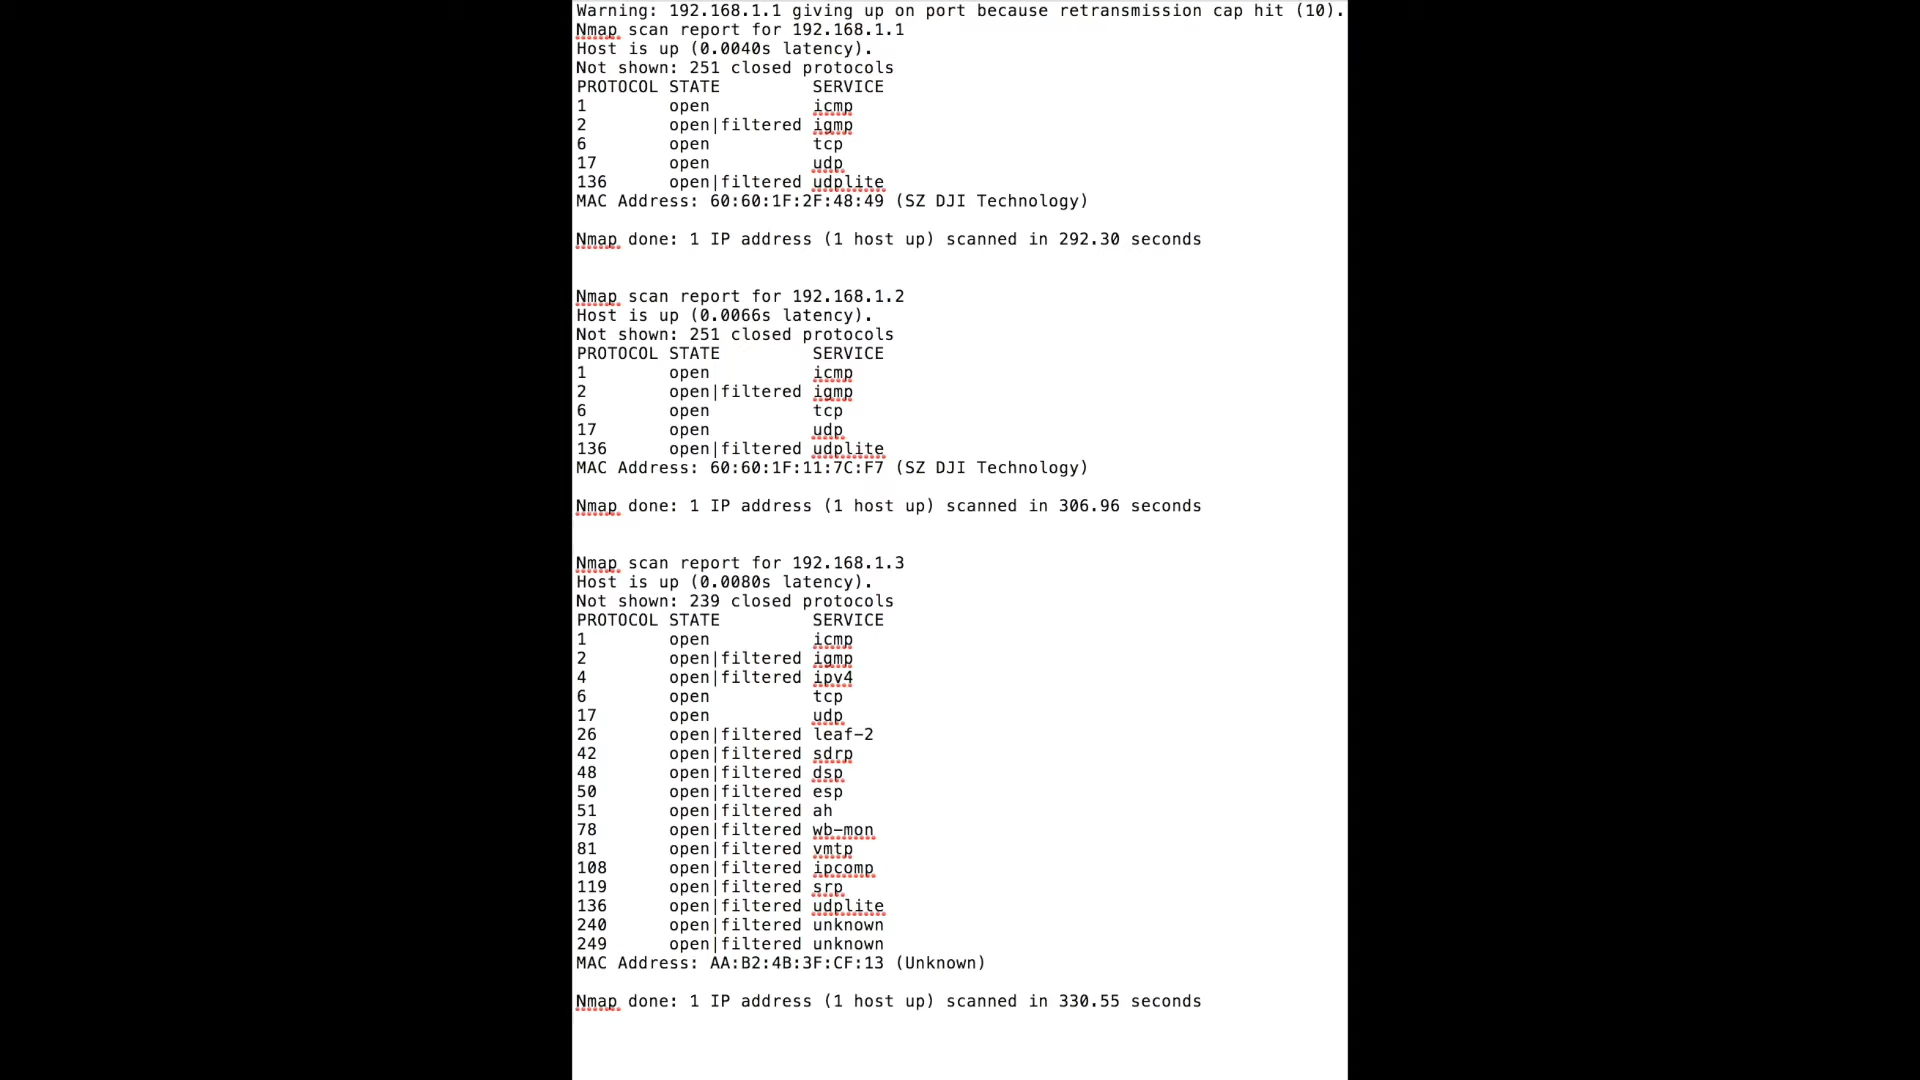 Warning: 192.168.1.1 giving up on port because retransmission cap hit (10).
Nmap scan report for 192.168.1.1
Host is up (0.0040s latency).
Not shown: 251 closed protocols
PROTOCOL STATE         SERVICE
1        open          icmp
2        open|filtered igmp
6        open          tcp
17       open          udp
136      open|filtered udplite
MAC Address: 60:60:1F:2F:48:49 (SZ DJI Technology)
Nmap done: 1 IP address (1 host up) scanned in 292.30 seconds
Nmap scan report for 192.168.1.2
Host is up (0.0066s latency).
Not shown: 251 closed protocols
PROTOCOL STATE         SERVICE
1        open          icmp
2        open|filtered igmp
6        open          tcp
17       open          udp
136      open|filtered udplite
MAC Address: 60:60:1F:11:7C:F7 (SZ DJI Technology)
Nmap done: 1 IP address (1 host up) scanned in 306.96 seconds
Nmap scan report for 192.168.1.3
Host is up (0.0080s latency).
Not shown: 239 closed protocols
PROTOCOL STATE         SERVICE
1        open          icmp
2        open|filtered igmp
4        open|filtered ipv4
6        open          tcp
17       open          udp
26       open|filtered leaf-2
42       open|filtered sdrp
48       open|filtered dsp
50       open|filtered esp
51       open|filtered ah
78       open|filtered wb-mon
81       open|filtered vmtp
108      open|filtered ipcomp
119      open|filtered srp
136      open|filtered udplite
240      open|filtered unknown
249      open|filtered unknown
MAC Address: AA:B2:4B:3F:CF:13 (Unknown)
Nmap done: 1 IP address (1 host up) scanned in 330.55 seconds